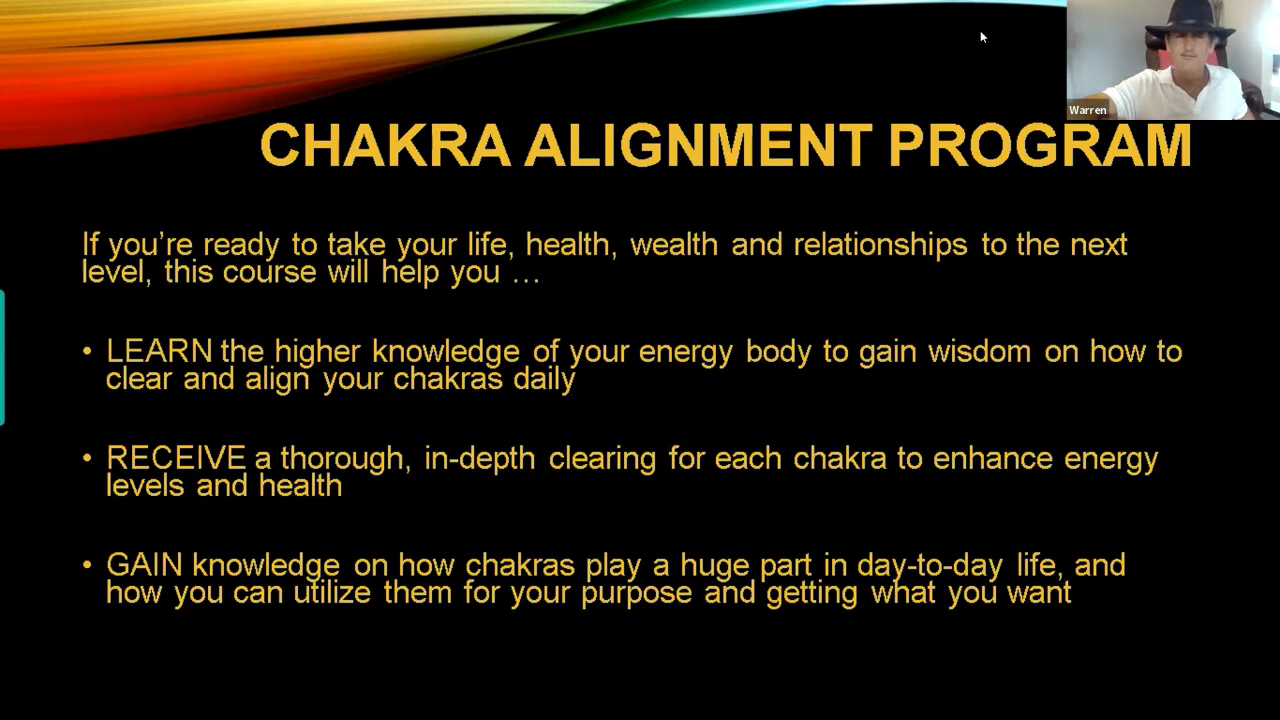 Warren
CHAKRA ALIGNMENT PROGRAM
If you’re ready to take your life, health, wealth and relationships to the next
level, this course will help you …
• LEARN the higher knowledge of your energy body to gain wisdom on how to
clear and align your chakras daily
• RECEIVE a thorough, in-depth clearing for each chakra to enhance energy
levels and health
• GAIN knowledge on how chakras play a huge part in day-to-day life, and
how you can utilize them for your purpose and getting what you want